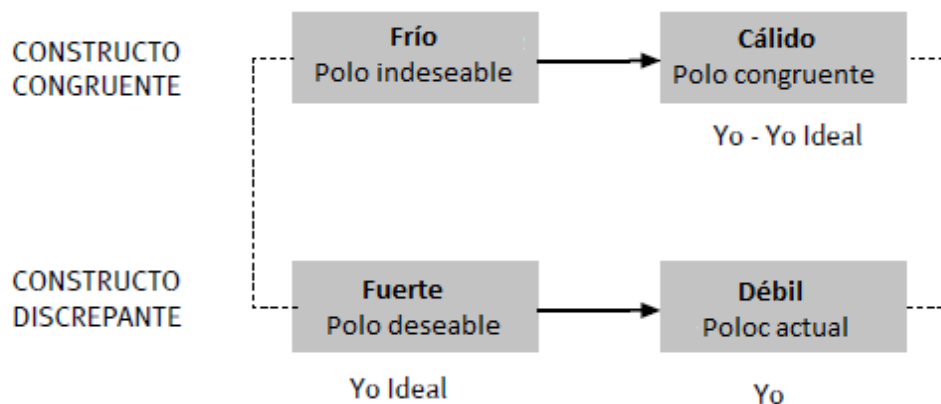 CONSTRUCTO
CONGRUENTE
Frío
Polo indeseable
Cálido
Polo congruente
Yo - Yo Ideal
CONSTRUCTO
DISCREPANTE
Fuerte
Polo deseable
Débil
Poloc actual
Yo Ideal
Yo